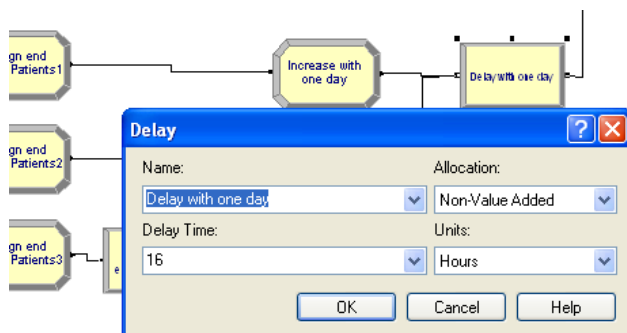 gn end
Patients1
Increase with
one day
Delay with one day
gn end
Patients2
gn end
Patients3
e
Delay
Name:
Allocation:
Delay with one day
Non-Value Added
Delay Time:
Units:
16
Hours
OK
Cancel
Help